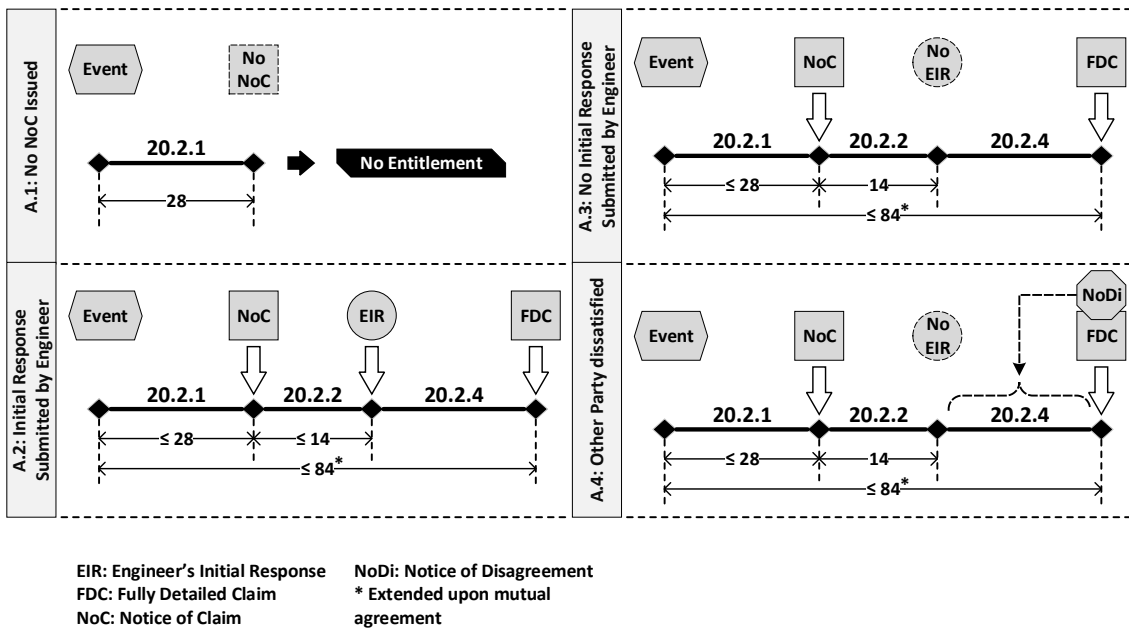 A.1: No NoC Issued
Event
No
NoC
20.2.1
No Entitlement
28
A.2: Initial Response
Submitted by Engineer
Event
NoC
EIR
FDC
20.2.1
20.2.2
20.2.4
≤ 28
≤ 14
≤ 84*
A.3: No Initial Response
Submitted by Engineer
Event
NoC
No
EIR
FDC
20.2.1
20.2.2
20.2.4
≤ 28
14
≤ 84*
A.4: Other Party dissatisfied
Event
NoC
No
EIR
NoDi
FDC
20.2.1
20.2.2
20.2.4
≤ 28
14
≤ 84*
EIR: Engineer's Initial Response
FDC: Fully Detailed Claim
NoC: Notice of Claim
NoDi: Notice of Disagreement
* Extended upon mutual
agreement